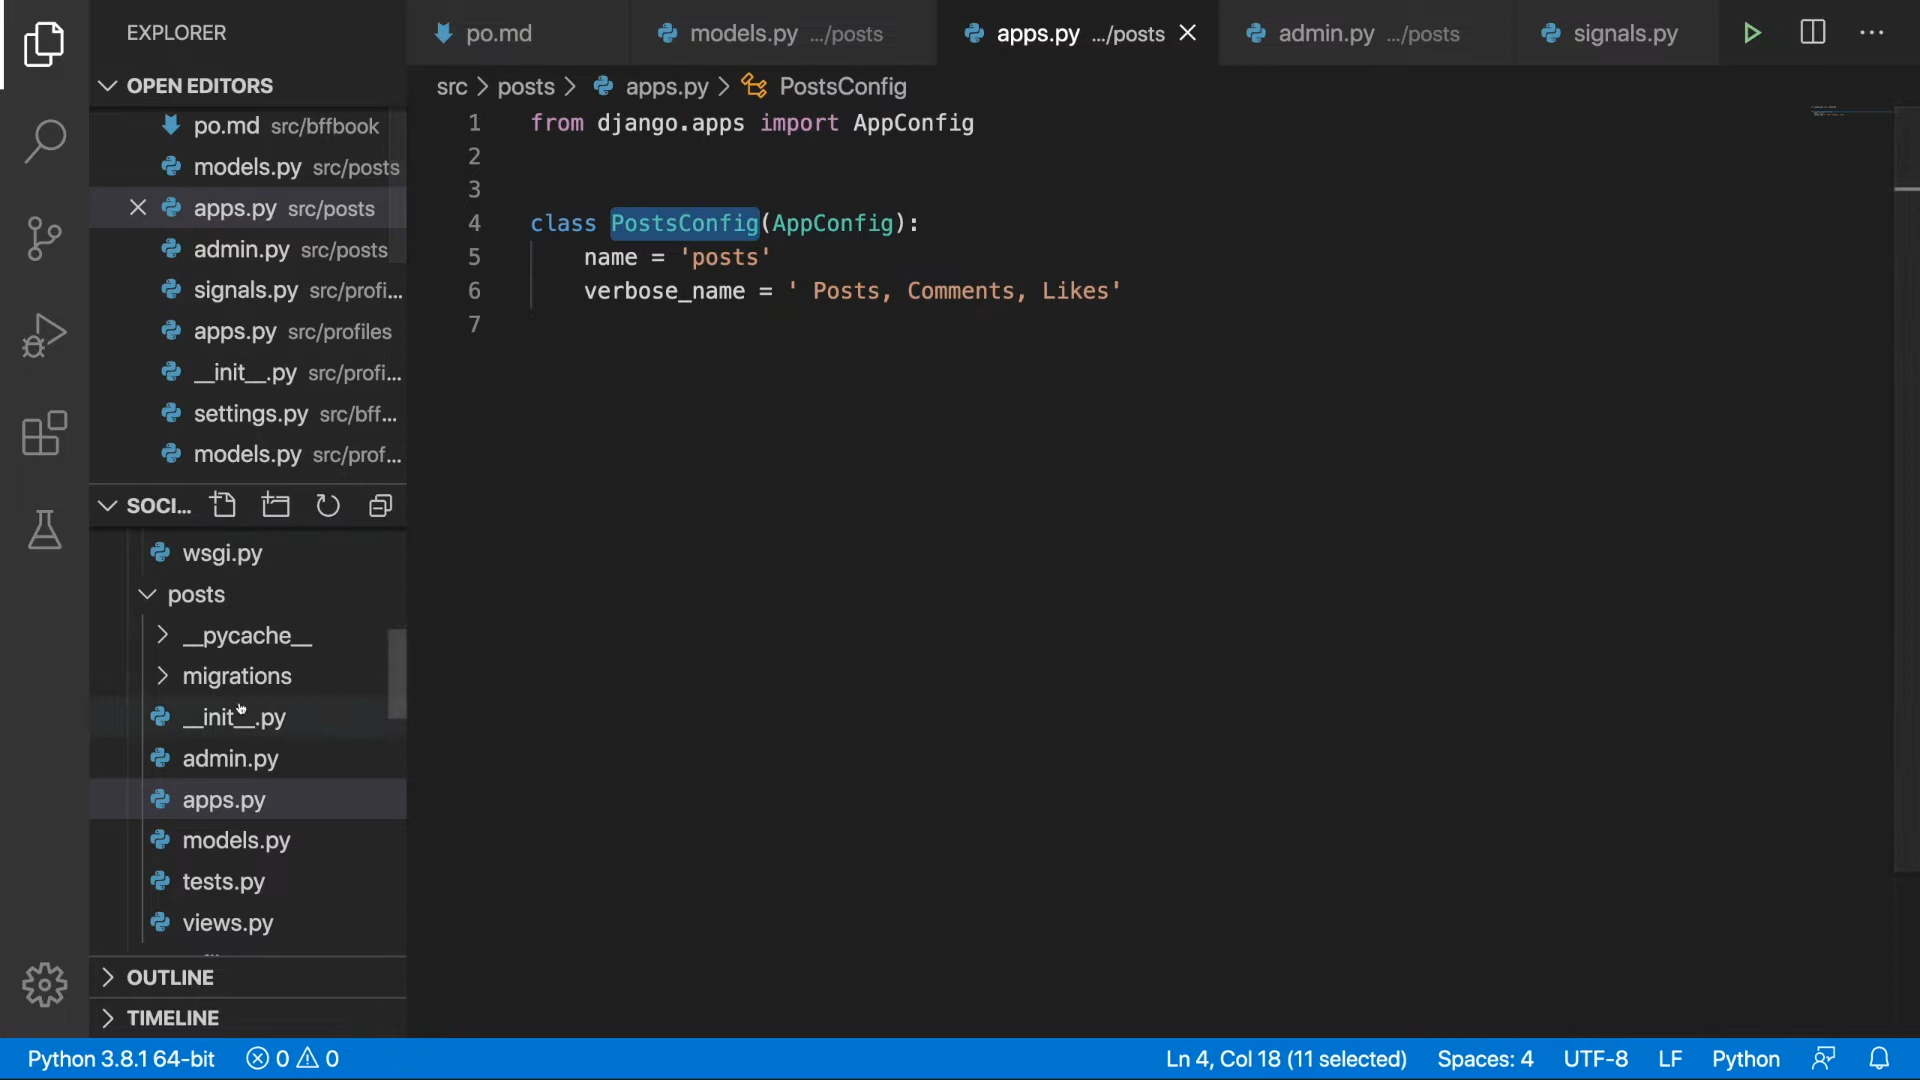 EXPLORER
po.md
models.py .../posts
apps.py .../posts
admin.py .../posts
signals.py
OPEN EDITORS
po.md src/bffbook
models.py src/posts
apps.py src/posts
admin.py src/posts
signals.py src/profi...
apps.py src/profiles
__init__.py src/profi...
settings.py src/bff...
models.py src/prof...
SOCI...
wsgi.py
posts
__pycache__
migrations
__init__.py
admin.py
apps.py
models.py
tests.py
views.py
OUTLINE
TIMELINE
src > posts > apps.py > PostsConfig
1 from django.apps import AppConfig
2
3
4 class PostsConfig(AppConfig):
5 name = 'posts'
6 verbose_name = ' Posts, Comments, Likes'
7
Python 3.8.1 64-bit 0 0 Ln 4, Col 18 (11 selected) Spaces: 4 UTF-8 LF Python